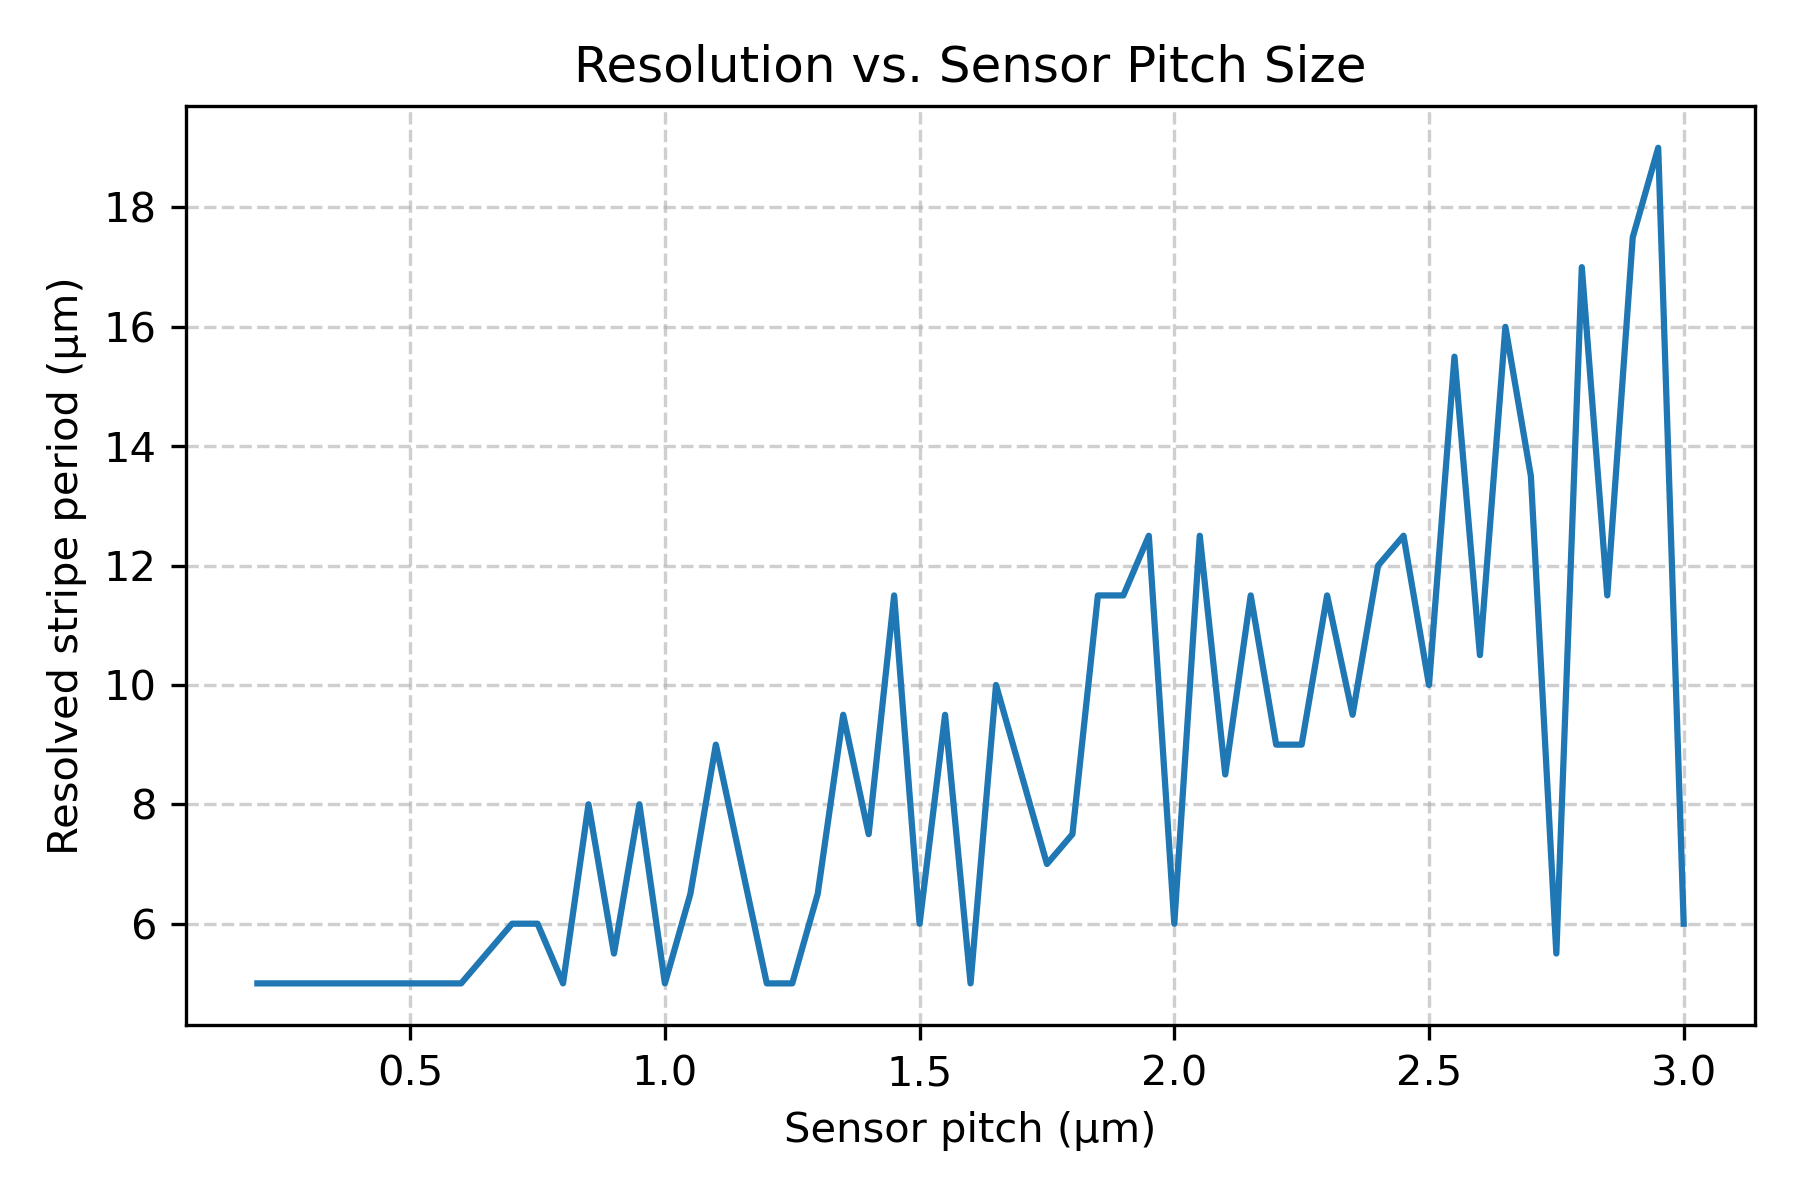 Resolution vs. Sensor Pitch Size
Resolved stripe period (µm)
18
16
14
12
10
8
6
0.5 1.0 1.5 2.0 2.5 3.0
Sensor pitch (µm)